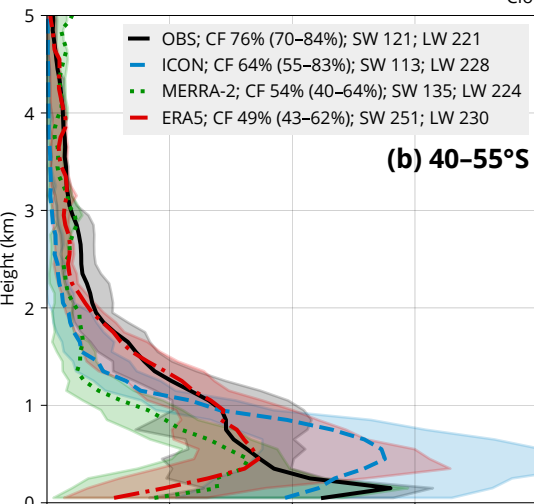 Clo
5
OBS; CF 76% (70–84%); SW 121; LW 221
ICON; CF 64% (55–83%); SW 113; LW 228
MERRA-2; CF 54% (40–64%); SW 135; LW 224
ERA5; CF 49% (43–62%); SW 251; LW 230
4
(b) 40–55°S
3
Height (km)
2
1
0